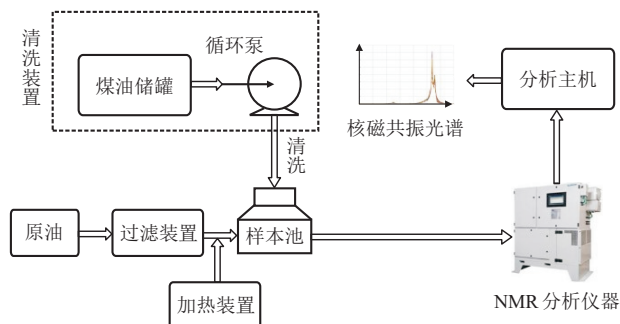 清洗装置
煤油储罐
循环泵
清洗
核磁共振光谱
分析主机
原油
过滤装置
样本池
加热装置
NMR 分析仪器